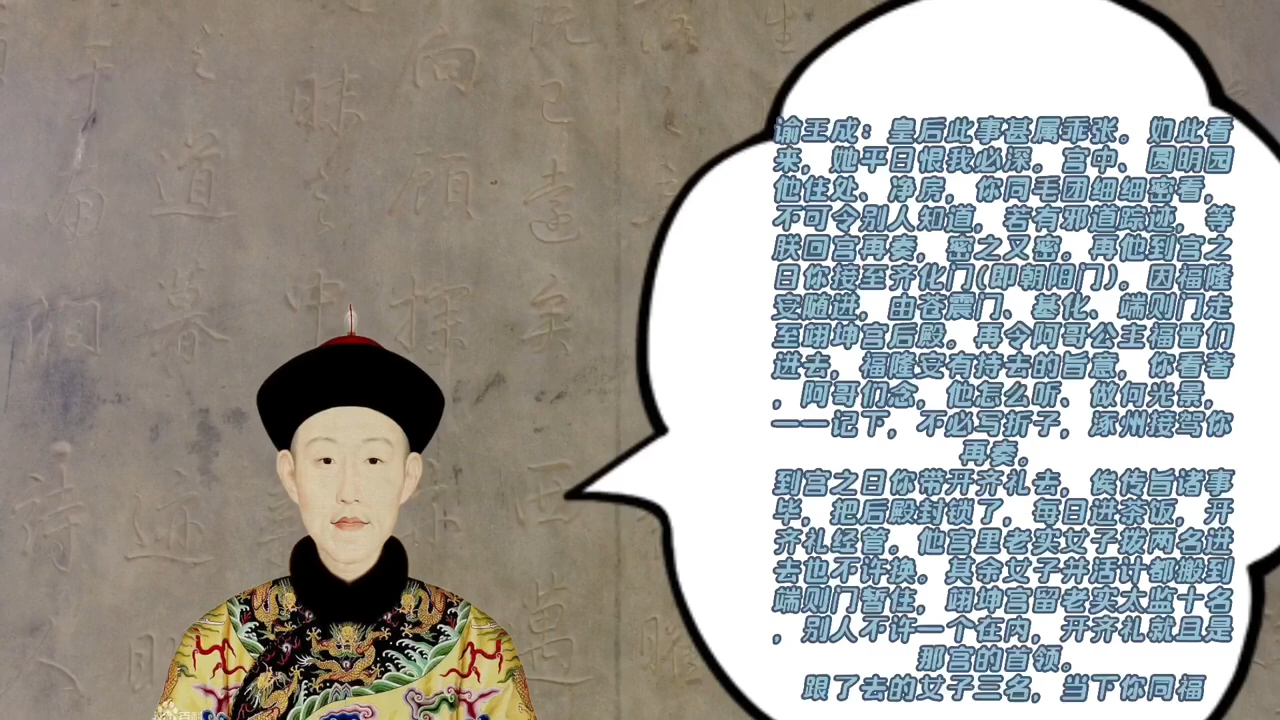 谕王成：皇后此事甚属乖张。如此看
来，她平日恨我必深。宫中、圆明园
他住处、净房，你同毛团细细密看，
不可令别人知道，若有邪道踪迹，等
朕回宫再奏，密之又密。再他到宫之
日你接至齐化门(即朝阳门)。因福隆
安随进，由苍震门、基化、端则门走
至翊坤宫后殿。再令阿哥公主福晋们
进去，福隆安有持去的旨意，你看著
，阿哥们念，他怎么听、做何光景，
一一记下，不必写折子，涿州接驾你
再奏。
到宫之日你带开齐礼去，俟传旨诸事
毕，把后殿封锁了，每日进茶饭，开
齐礼经管。他宫里老实女子拨两名进
去也不许换。其余女子并活计都搬到
端则门暂住，翊坤宫留老实太监十名
，别人不许一个在内，开齐礼就且是
那宫的首领。
跟了去的女子三名，当下你同福